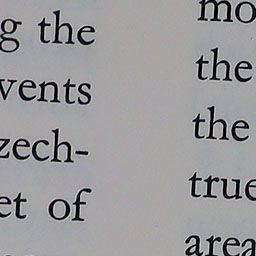 g the
vents
zech-
et of
mo
the
the
true
area